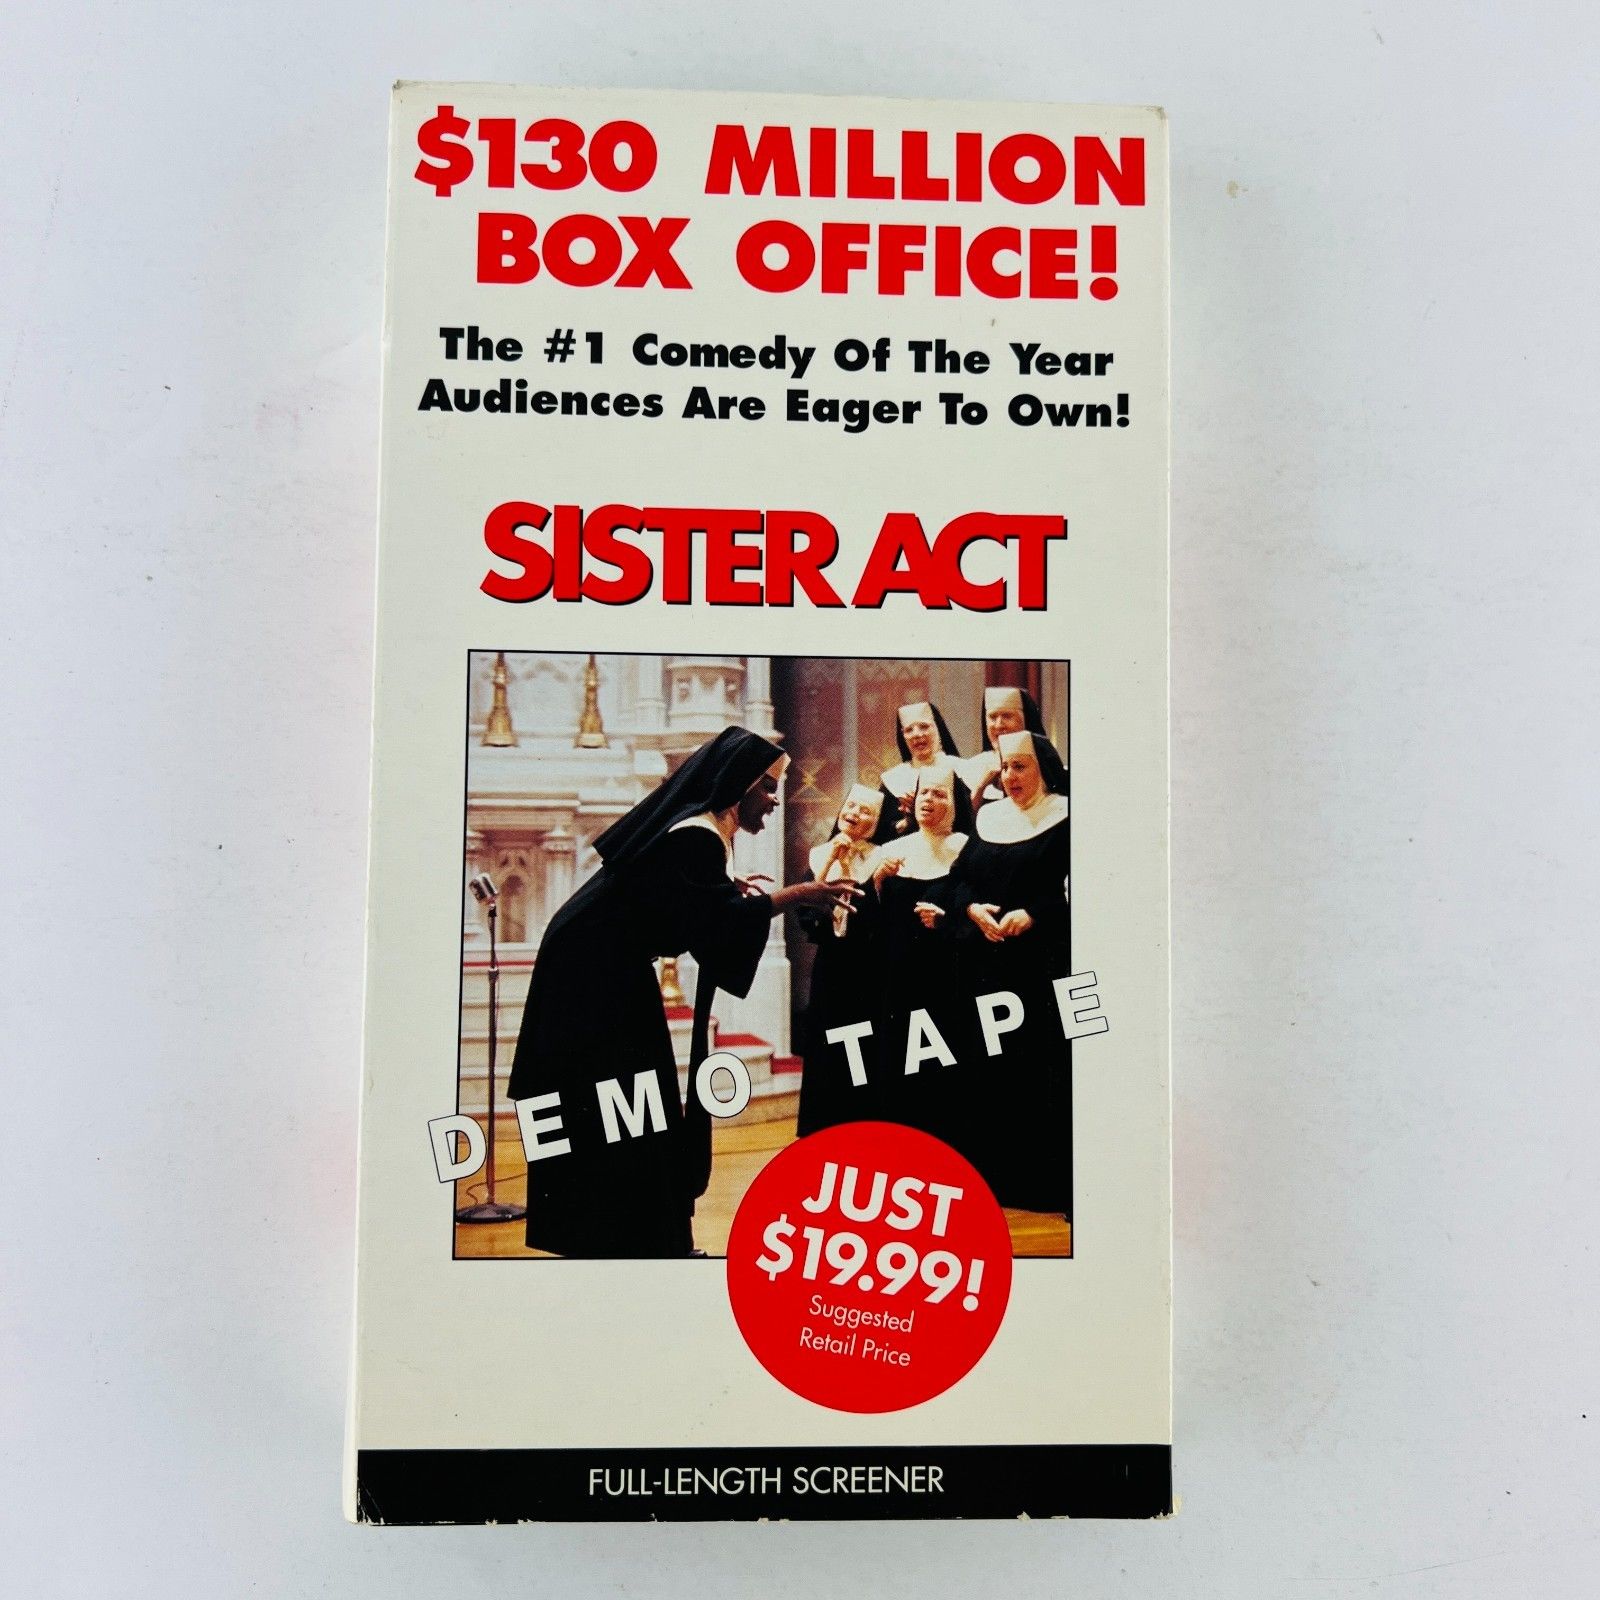 $130 MILLION
BOX OFFICE!
The #1 Comedy Of The Year
Audiences Are Eager To Own!
SISTER ACT
DEMO TAPE
JUST
$19.99!
Suggested
Retail Price
FULL-LENGTH SCREENER